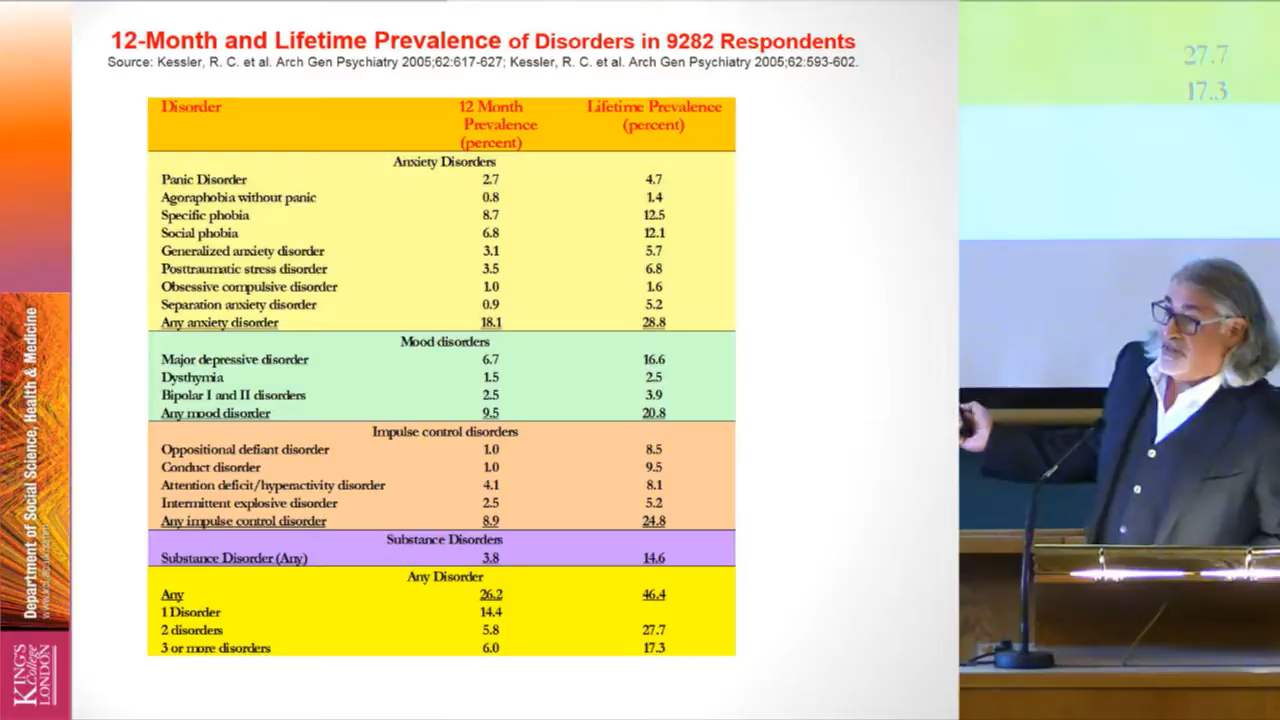 12-Month and Lifetime Prevalence of Disorders in 9282 Respondents
Source: Kessler, R. C. et al. Arch Gen Psychiatry 2005;62:617-627; Kessler, R. C. et al. Arch Gen Psychiatry 2005;62:593-602.
Disorder 12 Month Prevalence (percent) Lifetime Prevalence (percent)
Anxiety Disorders
Panic Disorder 2.7 4.7
Agoraphobia without panic 0.8 1.4
Specific phobia 8.7 12.5
Social phobia 6.8 12.1
Generalized anxiety disorder 3.1 5.7
Posttraumatic stress disorder 3.5 6.8
Obsessive compulsive disorder 1.0 1.6
Separation anxiety disorder 0.9 5.2
Any anxiety disorder 18.1 28.8
Mood disorders
Major depressive disorder 6.7 16.6
Dysthymia 1.5 2.5
Bipolar I and II disorders 2.5 3.9
Any mood disorder 9.5 20.8
Impulse control disorders
Oppositional defiant disorder 1.0 8.5
Conduct disorder 1.0 9.5
Attention deficit/hyperactivity disorder 4.1 8.1
Intermittent explosive disorder 2.5 5.2
Any impulse control disorder 8.9 24.8
Substance Disorders
Substance Disorder (Any) 3.8 14.6
Any Disorder
Any 26.2 46.4
1 Disorder 14.4
2 disorders 5.8 27.7
3 or more disorders 6.0 17.3
Department of Social Science, Health & Medicine
KING'S
College
LONDON
27.7
17.3